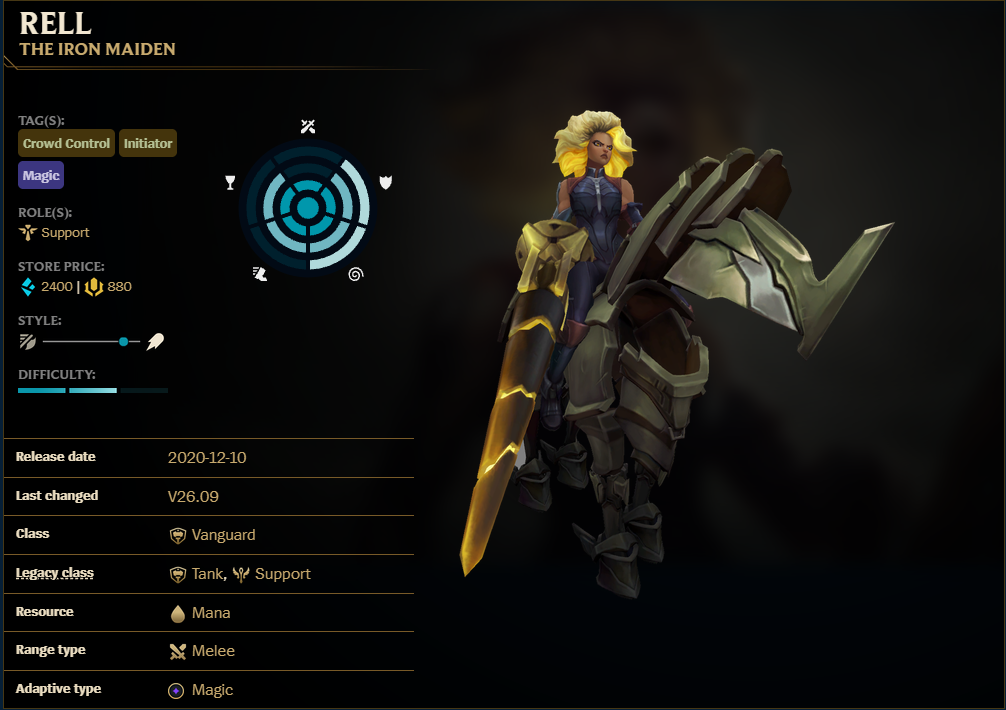 RELL
THE IRON MAIDEN
TAG(S):
Crowd Control Initiator
Magic
ROLE(S):
Support
STORE PRICE:
2400 | 880
STYLE:
DIFFICULTY:
Release date 2020-12-10
Last changed V26.09
Class Vanguard
Legacy class Tank, Support
Resource Mana
Range type Melee
Adaptive type Magic